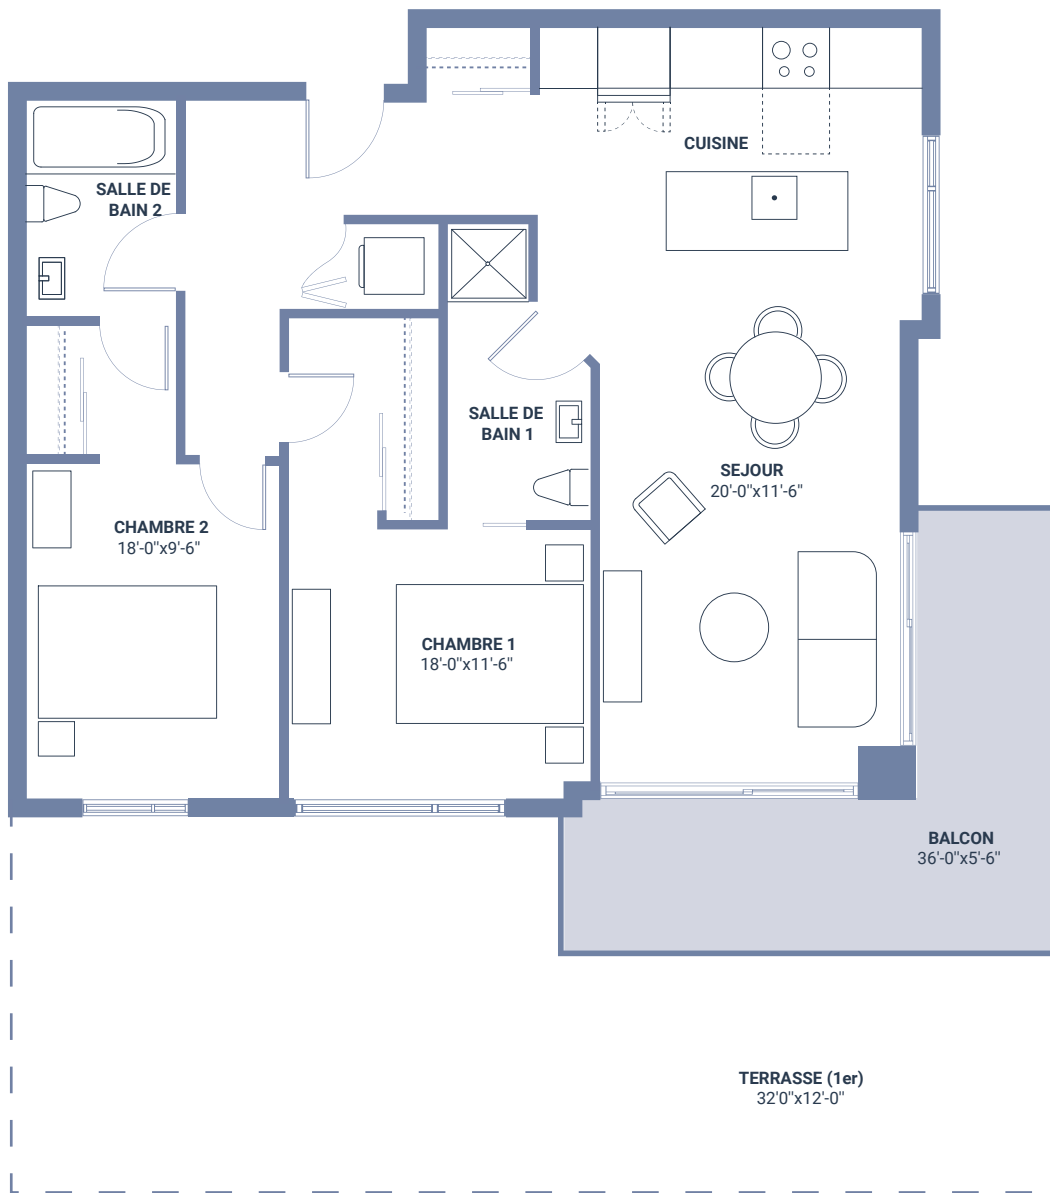 CUISINE
SALLE DE
BAIN 2
SALLE DE
BAIN 1
SEJOUR
20'-0"x11'-6"
CHAMBRE 2
18'-0"x9'-6"
CHAMBRE 1
18'-0"x11'-6"
BALCON
36'-0"x5'-6"
TERRASSE (1er)
32'0"x12'-0"